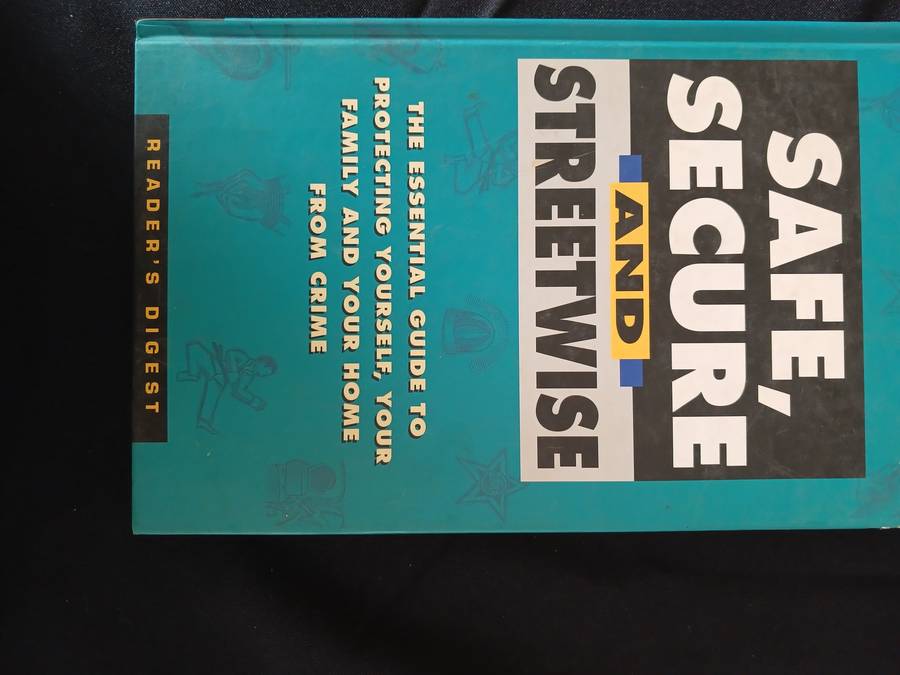 SAFE,
SECURE
AND
STREETWISE
THE ESSENTIAL GUIDE TO
PROTECTING YOURSELF, YOUR
FAMILY AND YOUR HOME
FROM CRIME
READER'S DIGEST